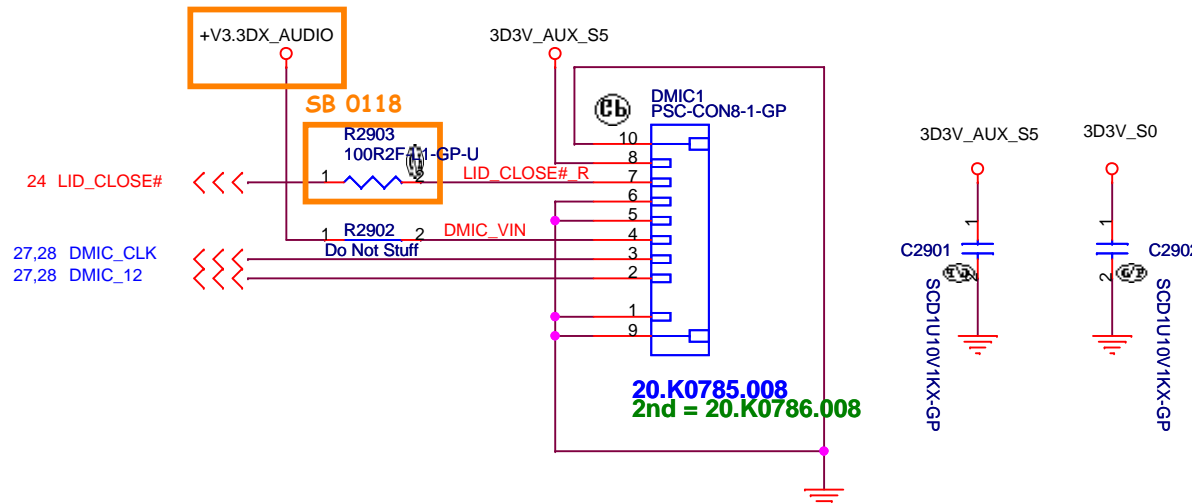 +V3.3DX_AUDIO
3D3V_AUX_S5
SB 0118
DMIC1
PSC-CON8-1-GP
R2903
1 2
24 LID_CLOSE#
LID_CLOSE#_R
1 R2902 2
DMIC_VIN
Do Not Stuff
27,28 DMIC_CLK
27,28 DMIC_12
10
8
7
6
5
4
3
2
1
9
20.K0785.008
2nd = 20.K0786.008
3D3V_AUX_S5
1
C2901
2
SCD1U10V1KX-GP
3D3V_S0
1
C2902
2
SCD1U10V1KX-GP